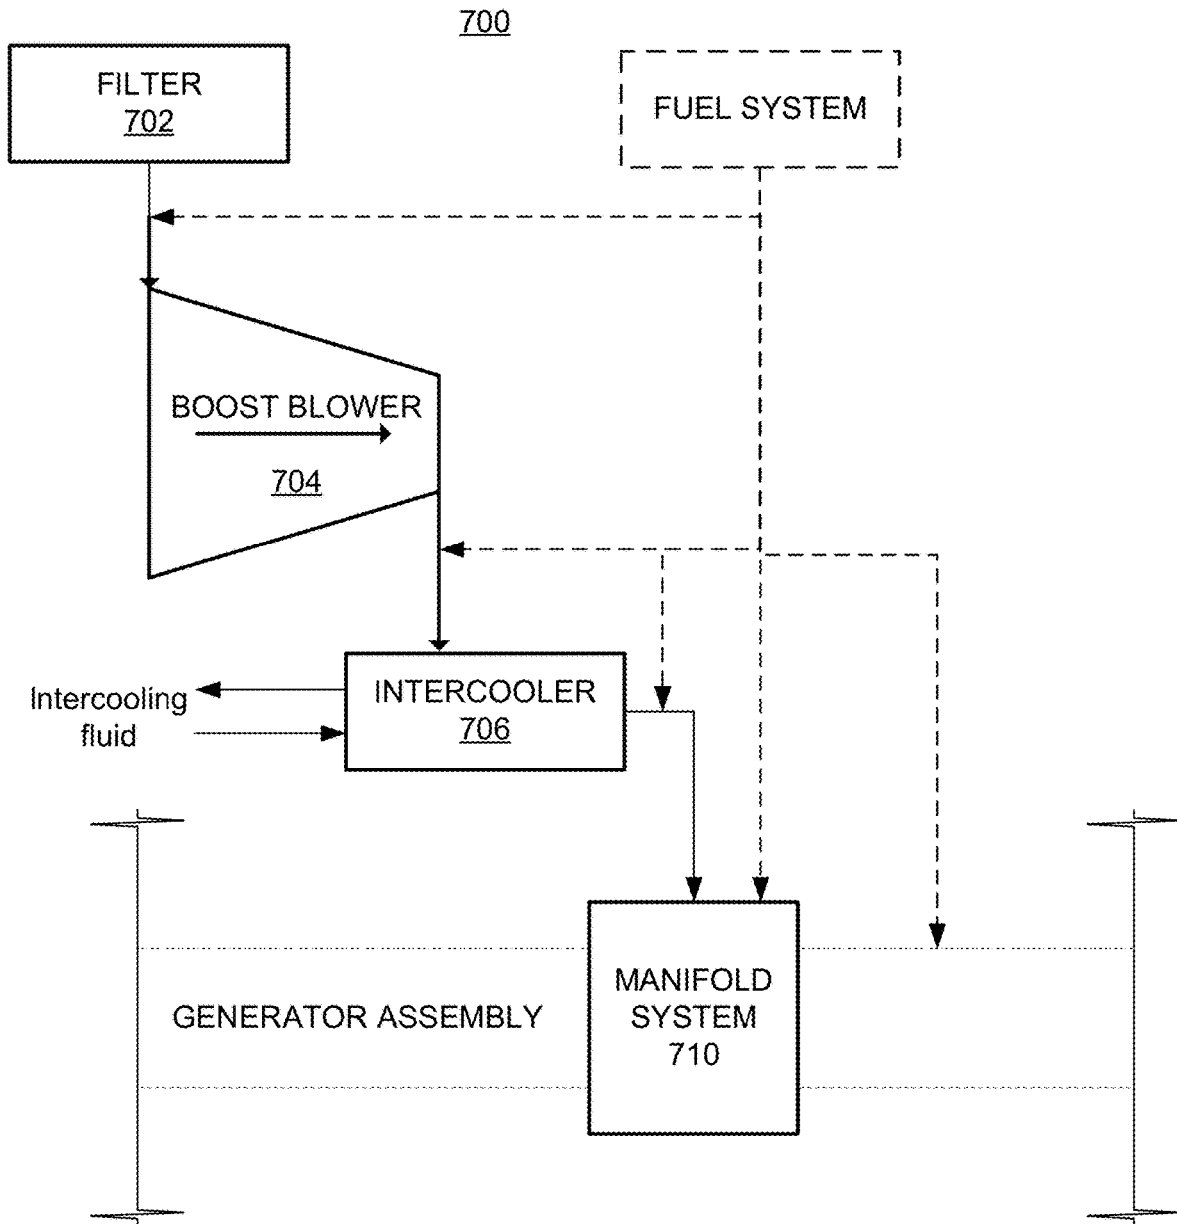 700
FILTER
702
FUEL SYSTEM
BOOST BLOWER
704
Intercooling
fluid
INTERCOOLER
706
GENERATOR ASSEMBLY
MANIFOLD
SYSTEM
710